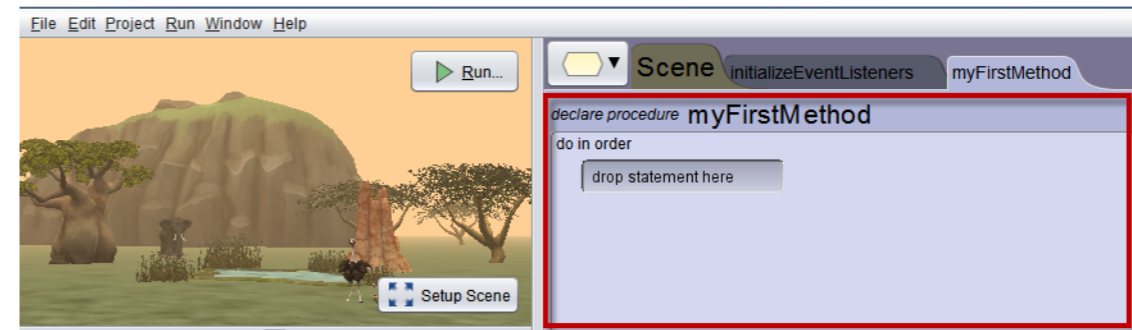 File Edit Project Run Window Help
Run...
Scene initializeEventListeners myFirstMethod
declare procedure myFirstMethod
do in order
drop statement here
Setup Scene